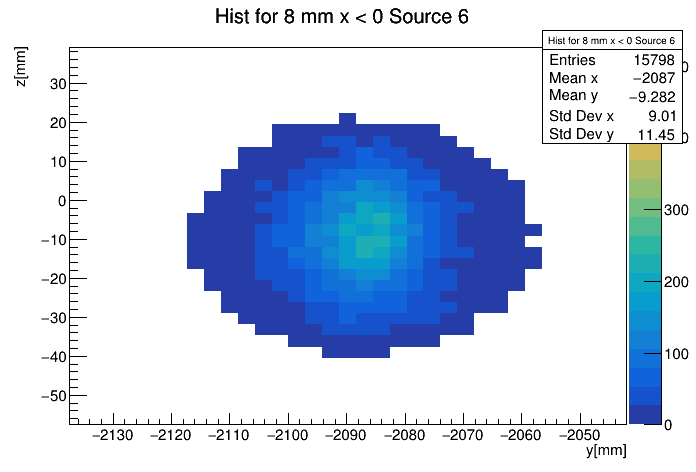 Hist for 8 mm x < 0 Source 6
z[mm]
Hist for 8 mm x < 0 Source 6
Entries 15798
Mean x −2087
Mean y −9.282
Std Dev x 9.01
Std Dev y 11.45
30
20
10
0
−10
−20
−30
−40
−50
300
200
100
0
−2130 −2120 −2110 −2100 −2090 −2080 −2070 −2060 −2050
y[mm]